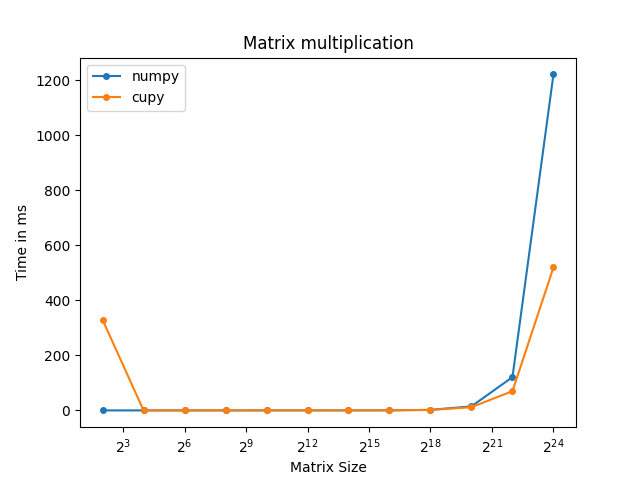 Matrix multiplication
numpy
cupy
1200
1000
800
600
400
200
0
Time in ms
2^3 2^6 2^9 2^12 2^15 2^18 2^21 2^24
Matrix Size